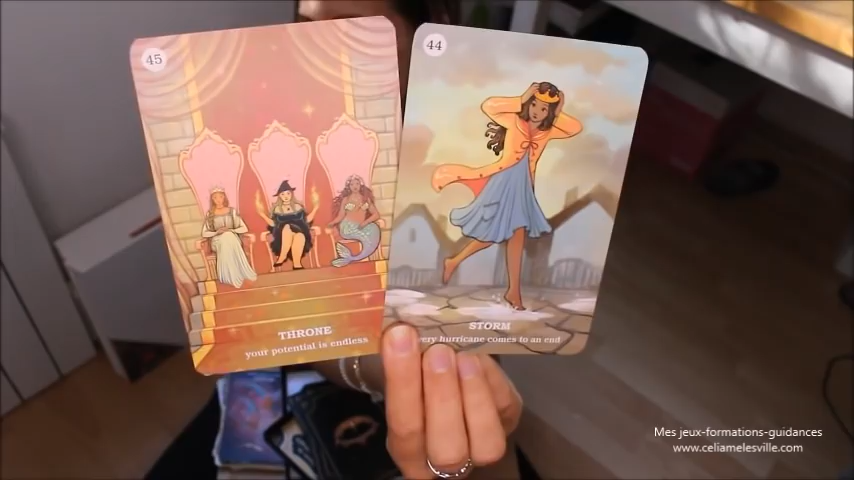 45
THRONE
your potential is endless
44
STORM
very hurricane comes to an end
Mes jeux-formations-guidances
www.celiamelesville.com